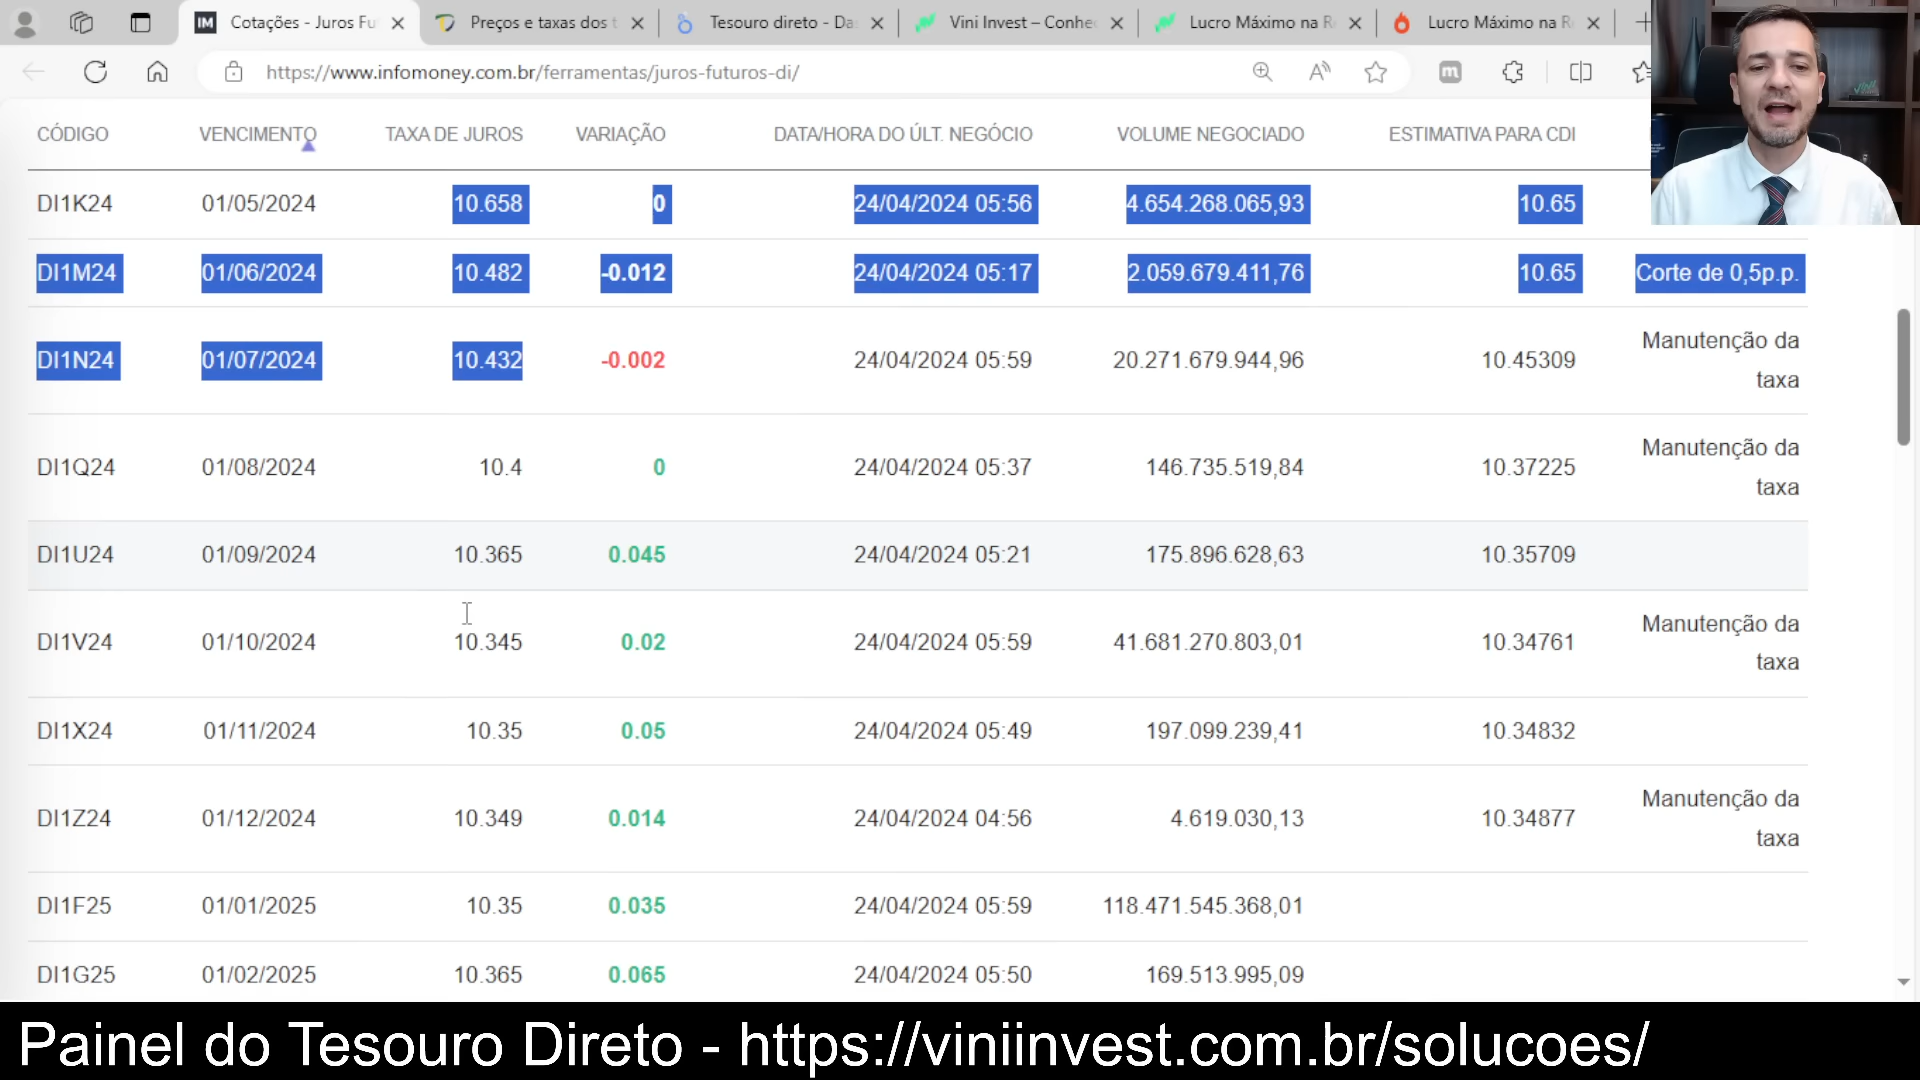 Cotações - Juros Fu
Preços e taxas dos t
Tesouro direto - Da
Vini Invest – Conhec
Lucro Máximo na R
Lucro Máximo na R
https://www.infomoney.com.br/ferramentas/juros-futuros-di/
CÓDIGO VENCIMENTO TAXA DE JUROS VARIAÇÃO DATA/HORA DO ÚLT. NEGÓCIO VOLUME NEGOCIADO ESTIMATIVA PARA CDI
DI1K24 01/05/2024 10.658 0 24/04/2024 05:56 4.654.268.065,93 10.65
DI1M24 01/06/2024 10.482 -0.012 24/04/2024 05:17 2.059.679.411,76 10.65 Corte de 0,5p.p.
DI1N24 01/07/2024 10.432 -0.002 24/04/2024 05:59 20.271.679.944,96 10.45309 Manutenção da
taxa
DI1Q24 01/08/2024 10.4 0 24/04/2024 05:37 146.735.519,84 10.37225 Manutenção da
taxa
DI1U24 01/09/2024 10.365 0.045 24/04/2024 05:21 175.896.628,63 10.35709
DI1V24 01/10/2024 10.345 0.02 24/04/2024 05:59 41.681.270.803,01 10.34761 Manutenção da
taxa
DI1X24 01/11/2024 10.35 0.05 24/04/2024 05:49 197.099.239,41 10.34832
DI1Z24 01/12/2024 10.349 0.014 24/04/2024 04:56 4.619.030,13 10.34877 Manutenção da
taxa
DI1F25 01/01/2025 10.35 0.035 24/04/2024 05:59 118.471.545.368,01
DI1G25 01/02/2025 10.365 0.065 24/04/2024 05:50 169.513.995,09
Painel do Tesouro Direto - https://viniinvest.com.br/solucoes/